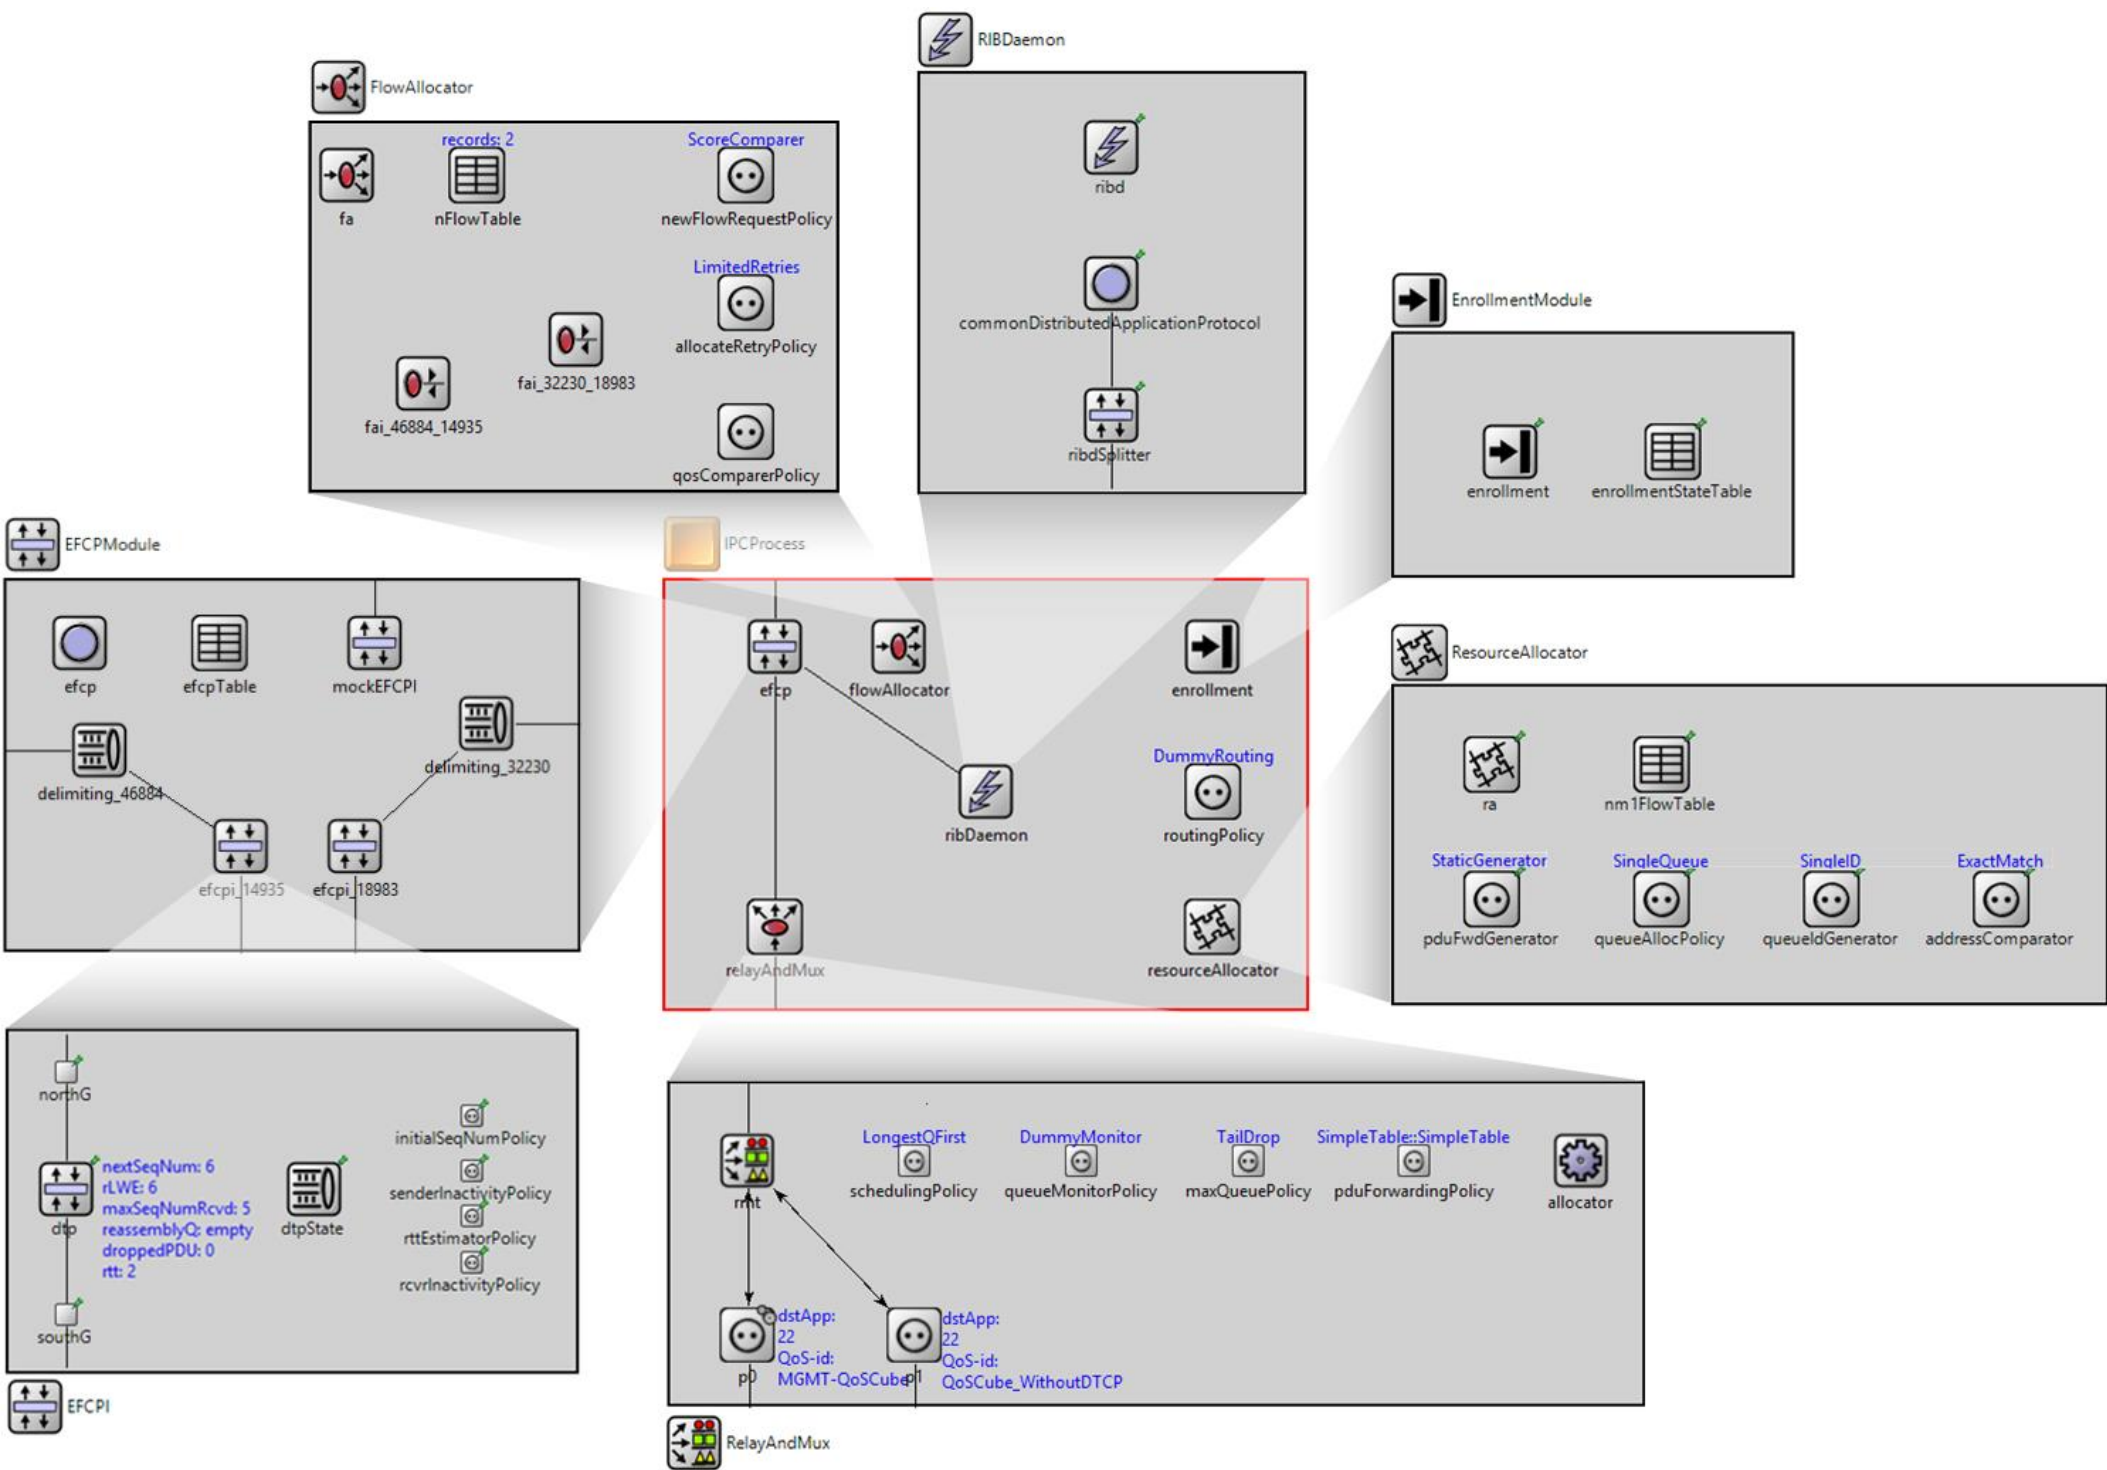 RIBDaemon
FlowAllocator
records: 2
ScoreComparer
fa
nFlowTable
newFlowRequestPolicy
LimitedRetries
allocateRetryPolicy
fai_32230_18983
fai_46884_14935
qosComparerPolicy
ribd
commonDistributedApplicationProtocol
ribdSplitter
EnrollmentModule
enrollment
enrollmentStateTable
EFCPModule
efcp
efcpTable
mockEFCPI
delimiting_32230
delimiting_46884
efcpi_14935
efcpi_18983
IPCProcess
efcp
flowAllocator
enrollment
DummyRouting
ribDaemon
routingPolicy
relayAndMux
resourceAllocator
ResourceAllocator
ra
nm1FlowTable
StaticGenerator
SingleQueue
SingleID
ExactMatch
pduFwdGenerator
queueAllocPolicy
queueIdGenerator
addressComparator
northG
initialSeqNumPolicy
nextSeqNum: 6
rLWE: 6
maxSeqNumRcvd: 5
reassemblyQ: empty
droppedPDU: 0
rtt: 2
dtp
dtpState
senderInactivityPolicy
rttEstimatorPolicy
rcvrInactivityPolicy
southG
EFCPI
LongestQFirst
DummyMonitor
TailDrop
SimpleTable::SimpleTable
rmt
schedulingPolicy
queueMonitorPolicy
maxQueuePolicy
pduForwardingPolicy
allocator
dstApp:
22
QoS-id:
MGMT-QoSCube
p0
dstApp:
22
QoS-id:
QoSCube_WithoutDTCP
p1
RelayAndMux